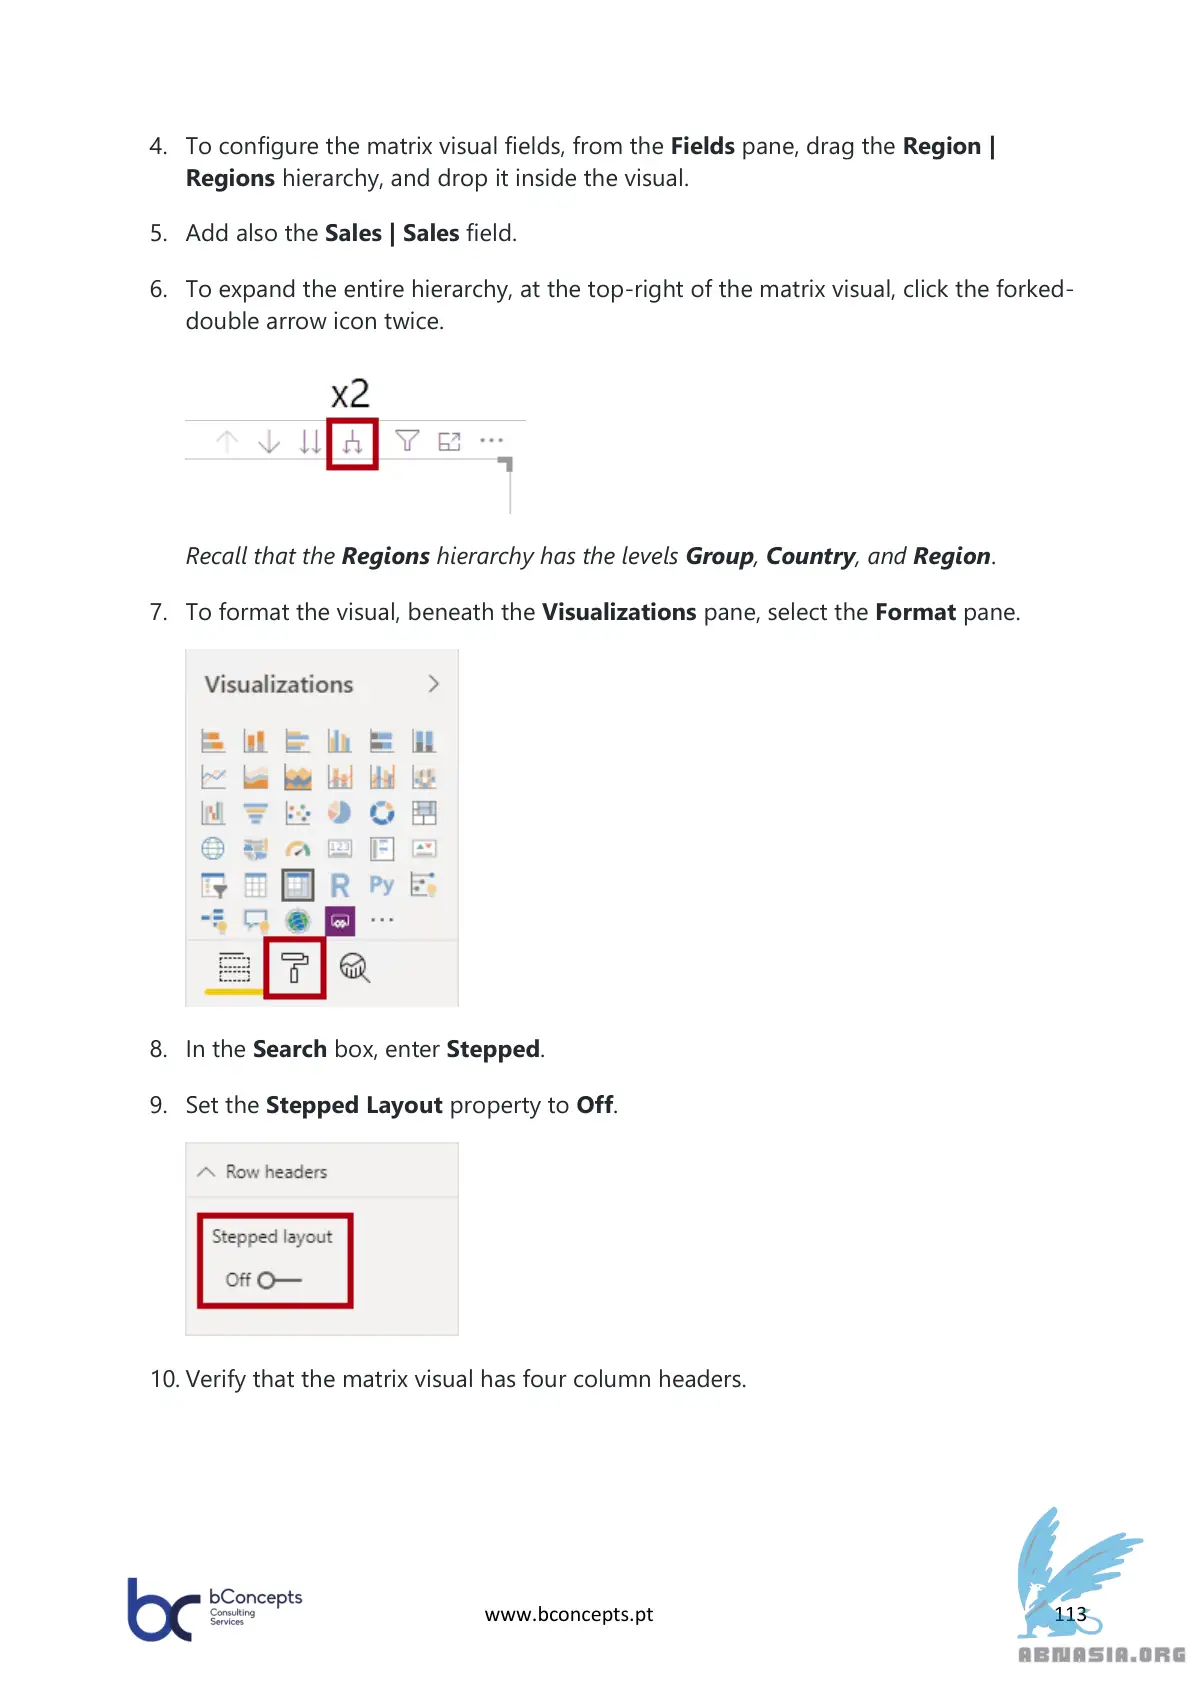 4. To configure the matrix visual fields, from the Fields pane, drag the Region |
Regions hierarchy, and drop it inside the visual.
5. Add also the Sales | Sales field.
6. To expand the entire hierarchy, at the top-right of the matrix visual, click the forked-
double arrow icon twice.
x2
Recall that the Regions hierarchy has the levels Group, Country, and Region.
7. To format the visual, beneath the Visualizations pane, select the Format pane.
Visualizations
123
R Py
8. In the Search box, enter Stepped.
9. Set the Stepped Layout property to Off.
Row headers
Stepped layout
Off
10. Verify that the matrix visual has four column headers.
bc bConcepts
Consulting
Services
www.bconcepts.pt
113
ABNASIA.ORG